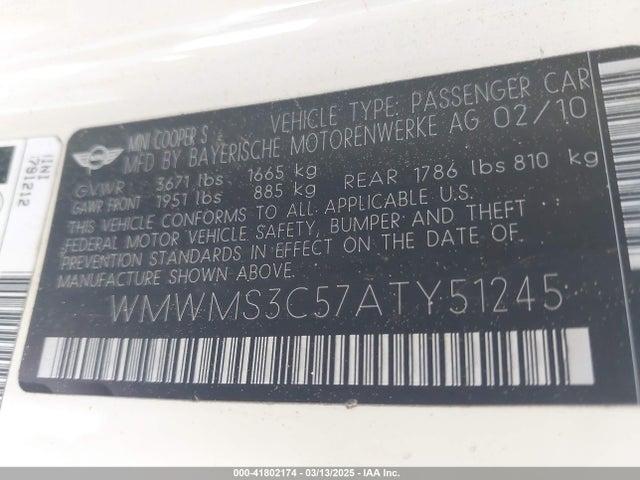 MINI COOPER S VEHICLE TYPE: PASSENGER CAR
MFD BY BAYERISCHE MOTORENWERKE AG 02/10
GVWR 3671 lbs 1665 kg
GAWR FRONT 1951 lbs 885 kg REAR 1786 lbs 810 kg
THIS VEHICLE CONFORMS TO ALL APPLICABLE U.S.
FEDERAL MOTOR VEHICLE SAFETY, BUMPER AND THEFT
PREVENTION STANDARDS IN EFFECT ON THE DATE OF
MANUFACTURE SHOWN ABOVE:
WMWMS3C57ATY51245
791212
000-41802174 - 03/13/2025 - IAA Inc.